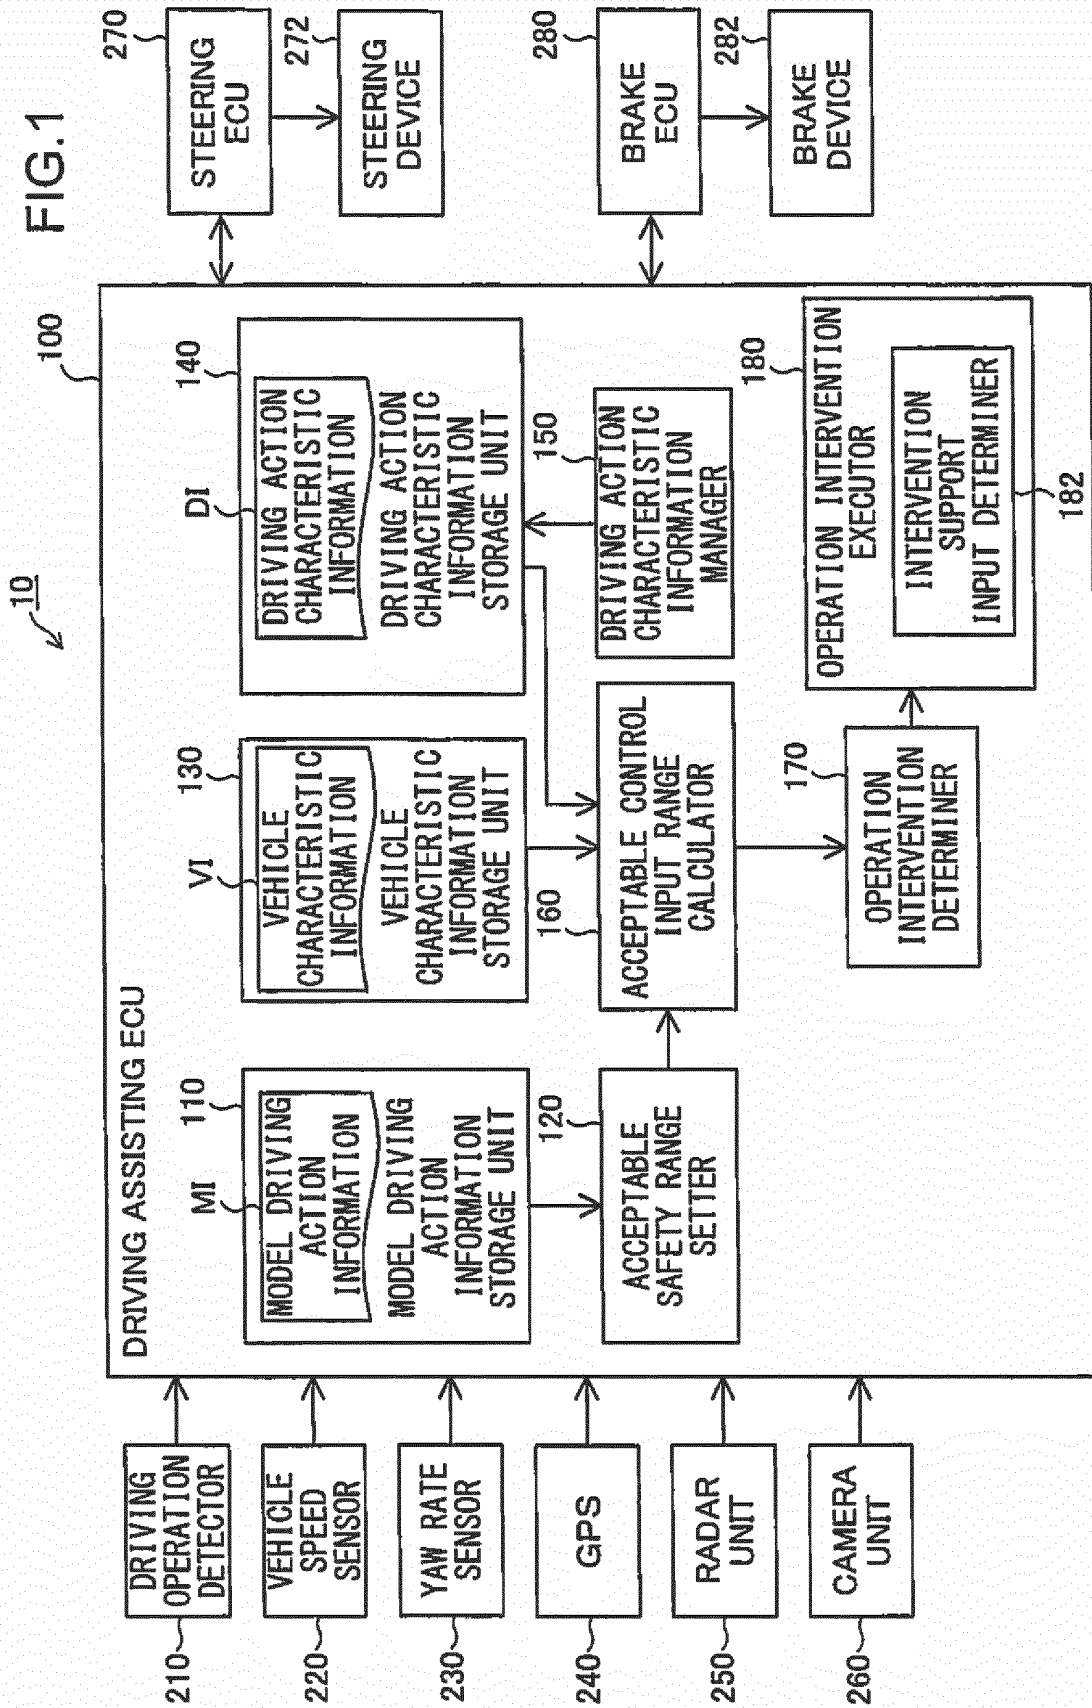 FIG.1
10
100
DRIVING ASSISTING ECU
210
DRIVING
OPERATION
DETECTOR
220
VEHICLE
SPEED
SENSOR
230
YAW RATE
SENSOR
240
GPS
250
RADAR
UNIT
260
CAMERA
UNIT
110
MI
MODEL DRIVING
ACTION
INFORMATION
MODEL DRIVING
ACTION
INFORMATION
STORAGE UNIT
120
ACCEPTABLE
SAFETY RANGE
SETTER
130
VI
VEHICLE
CHARACTERISTIC
INFORMATION
VEHICLE
CHARACTERISTIC
INFORMATION
STORAGE UNIT
140
DI
DRIVING ACTION
CHARACTERISTIC
INFORMATION
DRIVING ACTION
CHARACTERISTIC
INFORMATION
STORAGE UNIT
150
DRIVING ACTION
CHARACTERISTIC
INFORMATION
MANAGER
160
ACCEPTABLE CONTROL
INPUT RANGE
CALCULATOR
170
OPERATION
INTERVENTION
DETERMINER
180
OPERATION INTERVENTION
EXECUTOR
INTERVENTION
SUPPORT
INPUT DETERMINER
182
270
STEERING
ECU
272
STEERING
DEVICE
280
BRAKE
ECU
282
BRAKE
DEVICE